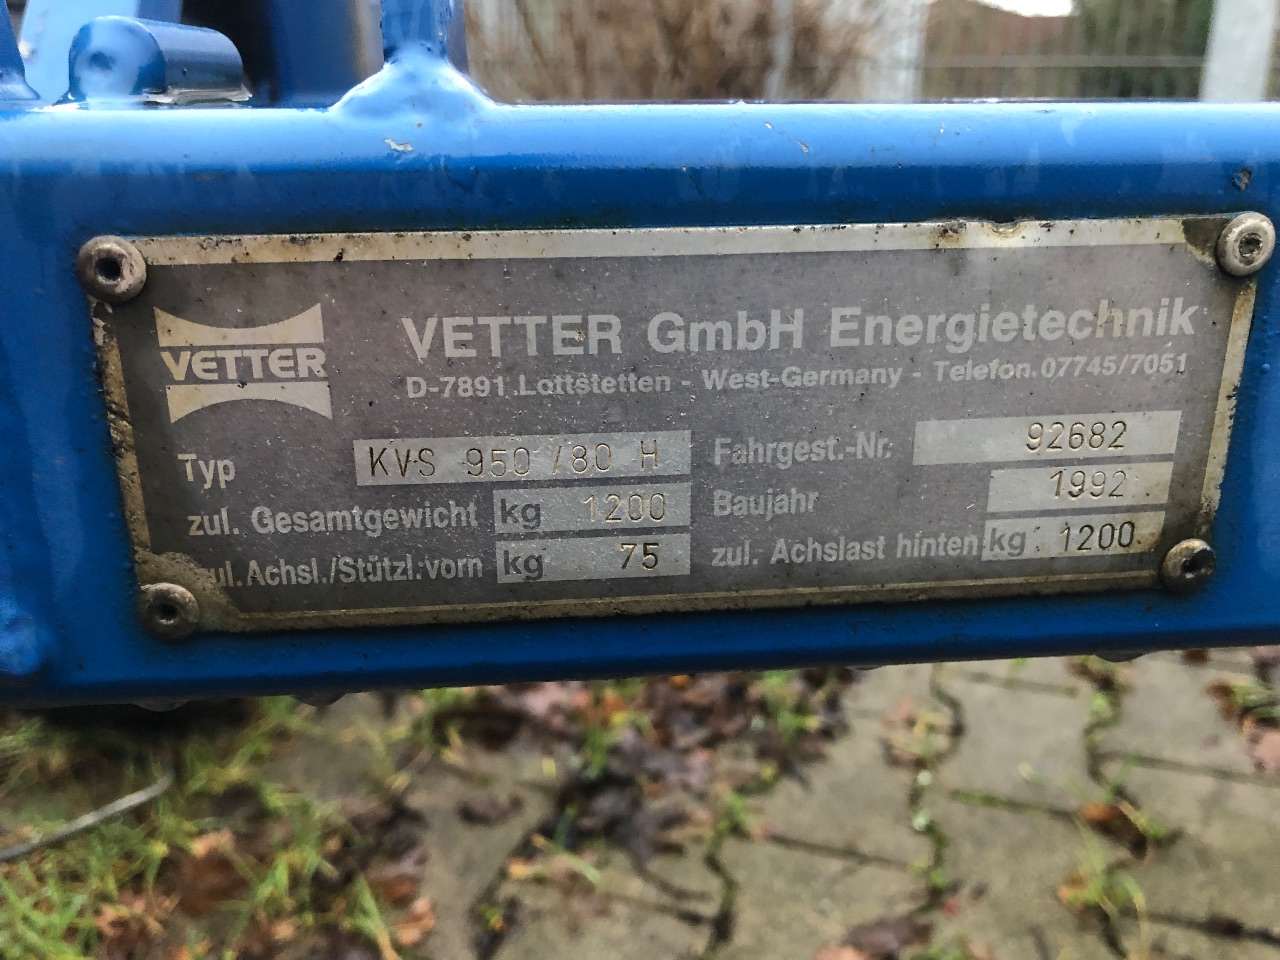 VETTER
VETTER GmbH Energietechnik
D-7891 Lottstetten - West-Germany - Telefon. 07745/7051
Typ KVS 950 /80 H Fahrgest.-Nr. 92682
zul. Gesamtgewicht kg 1200 Baujahr 1992
zul. Achsl./Stützl. vorn kg 75 zul. Achslast hinten kg 1200